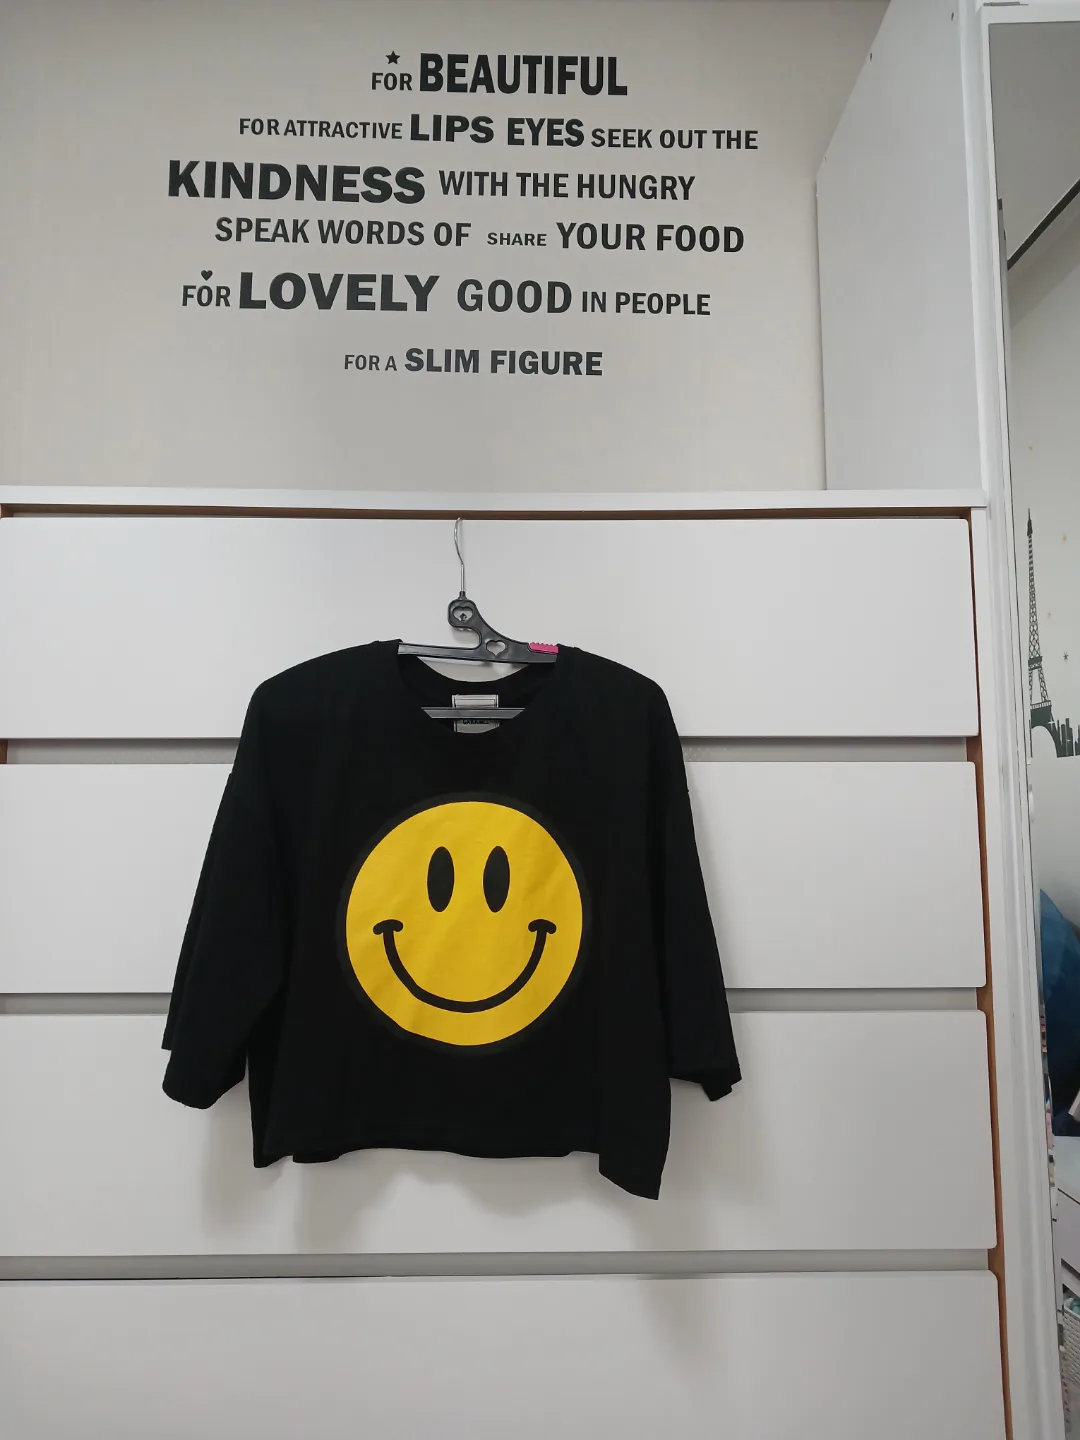 FOR BEAUTIFUL
FOR ATTRACTIVE LIPS EYES SEEK OUT THE
KINDNESS WITH THE HUNGRY
SPEAK WORDS OF SHARE YOUR FOOD
FOR LOVELY GOOD IN PEOPLE
FOR A SLIM FIGURE